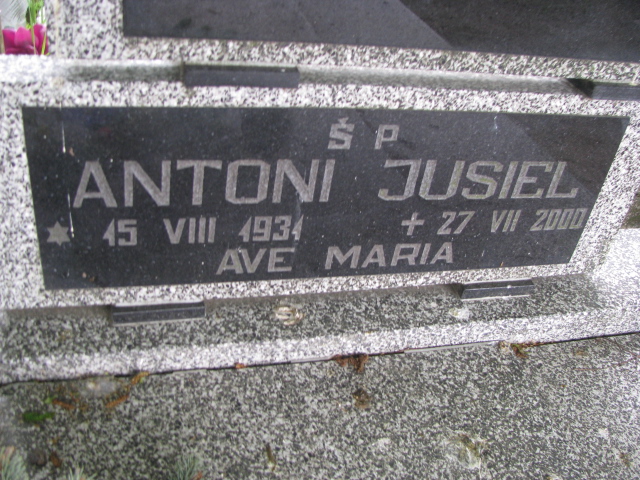 Ś P
ANTONI JUSIEL
✶ 15 VIII 1931 + 27 VII 2000
AVE MARIA